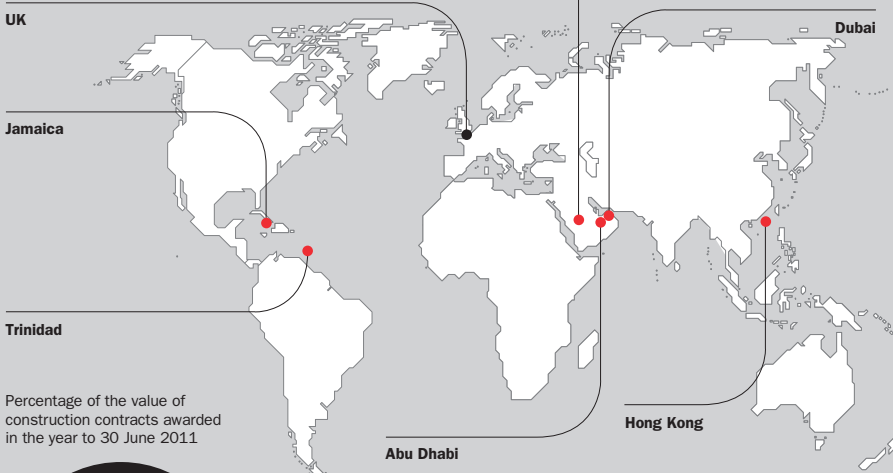 UK
Dubai
Jamaica
Trinidad
Percentage of the value of
construction contracts awarded
in the year to 30 June 2011
Hong Kong
Abu Dhabi